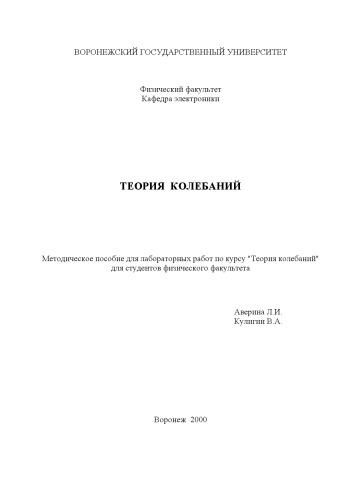 ВОРОНЕЖСКИЙ ГОСУДАРСТВЕННЫЙ УНИВЕРСИТЕТ
Физический факультет
Кафедра электроники
ТЕОРИЯ КОЛЕБАНИЙ
Методическое пособие для лабораторных работ по курсу "Теория колебаний"
для студентов физического факультета
Аверина Л.И.
Кулигин В.А.
Воронеж 2000